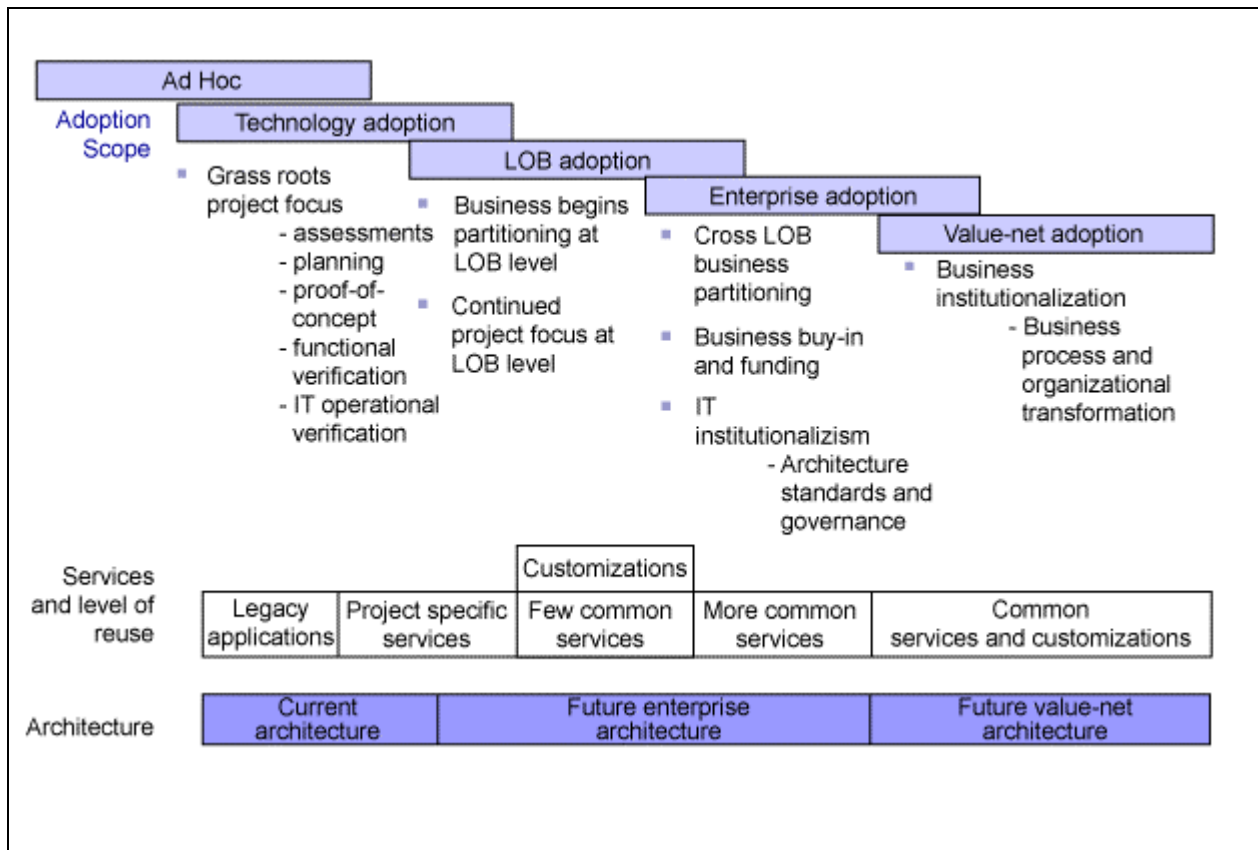 Ad Hoc
Adoption
Scope
Technology adoption
LOB adoption
Enterprise adoption
Value-net adoption
▪ Grass roots
project focus
- assessments
- planning
- proof-of-
concept
- functional
verification
- IT operational
verification
▪ Business begins
partitioning at
LOB level
▪ Continued
project focus at
LOB level
▪ Cross LOB
business
partitioning
▪ Business buy-in
and funding
▪ IT
institutionalizism
- Architecture
standards and
governance
▪ Business
institutionalization
- Business
process and
organizational
transformation
Services
and level of
reuse
Legacy
applications
Project specific
services
Customizations
Few common
services
More common
services
Common
services and customizations
Architecture
Current
architecture
Future enterprise
architecture
Future value-net
architecture